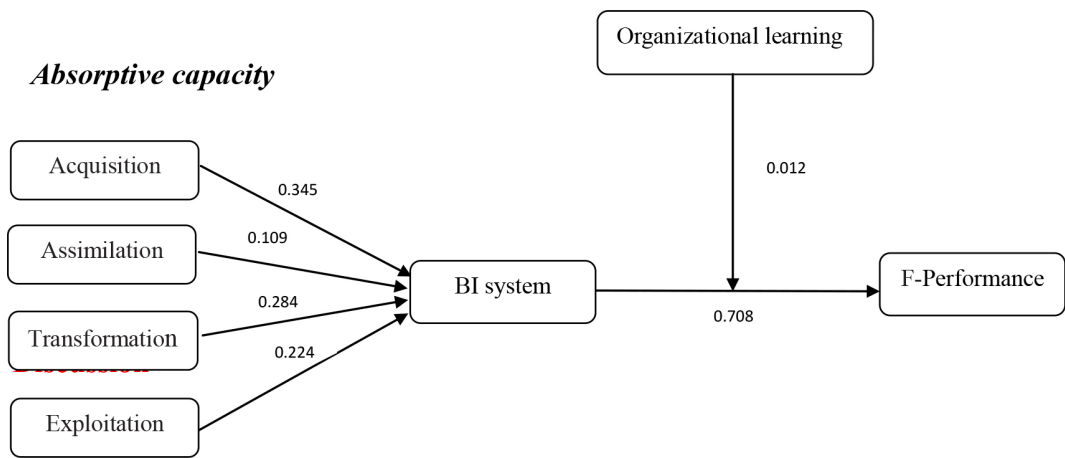 Organizational learning
Absorptive capacity
Acquisition
0.345
0.012
Assimilation
0.109
BI system
F-Performance
0.284
0.708
Transformation
0.224
Exploitation